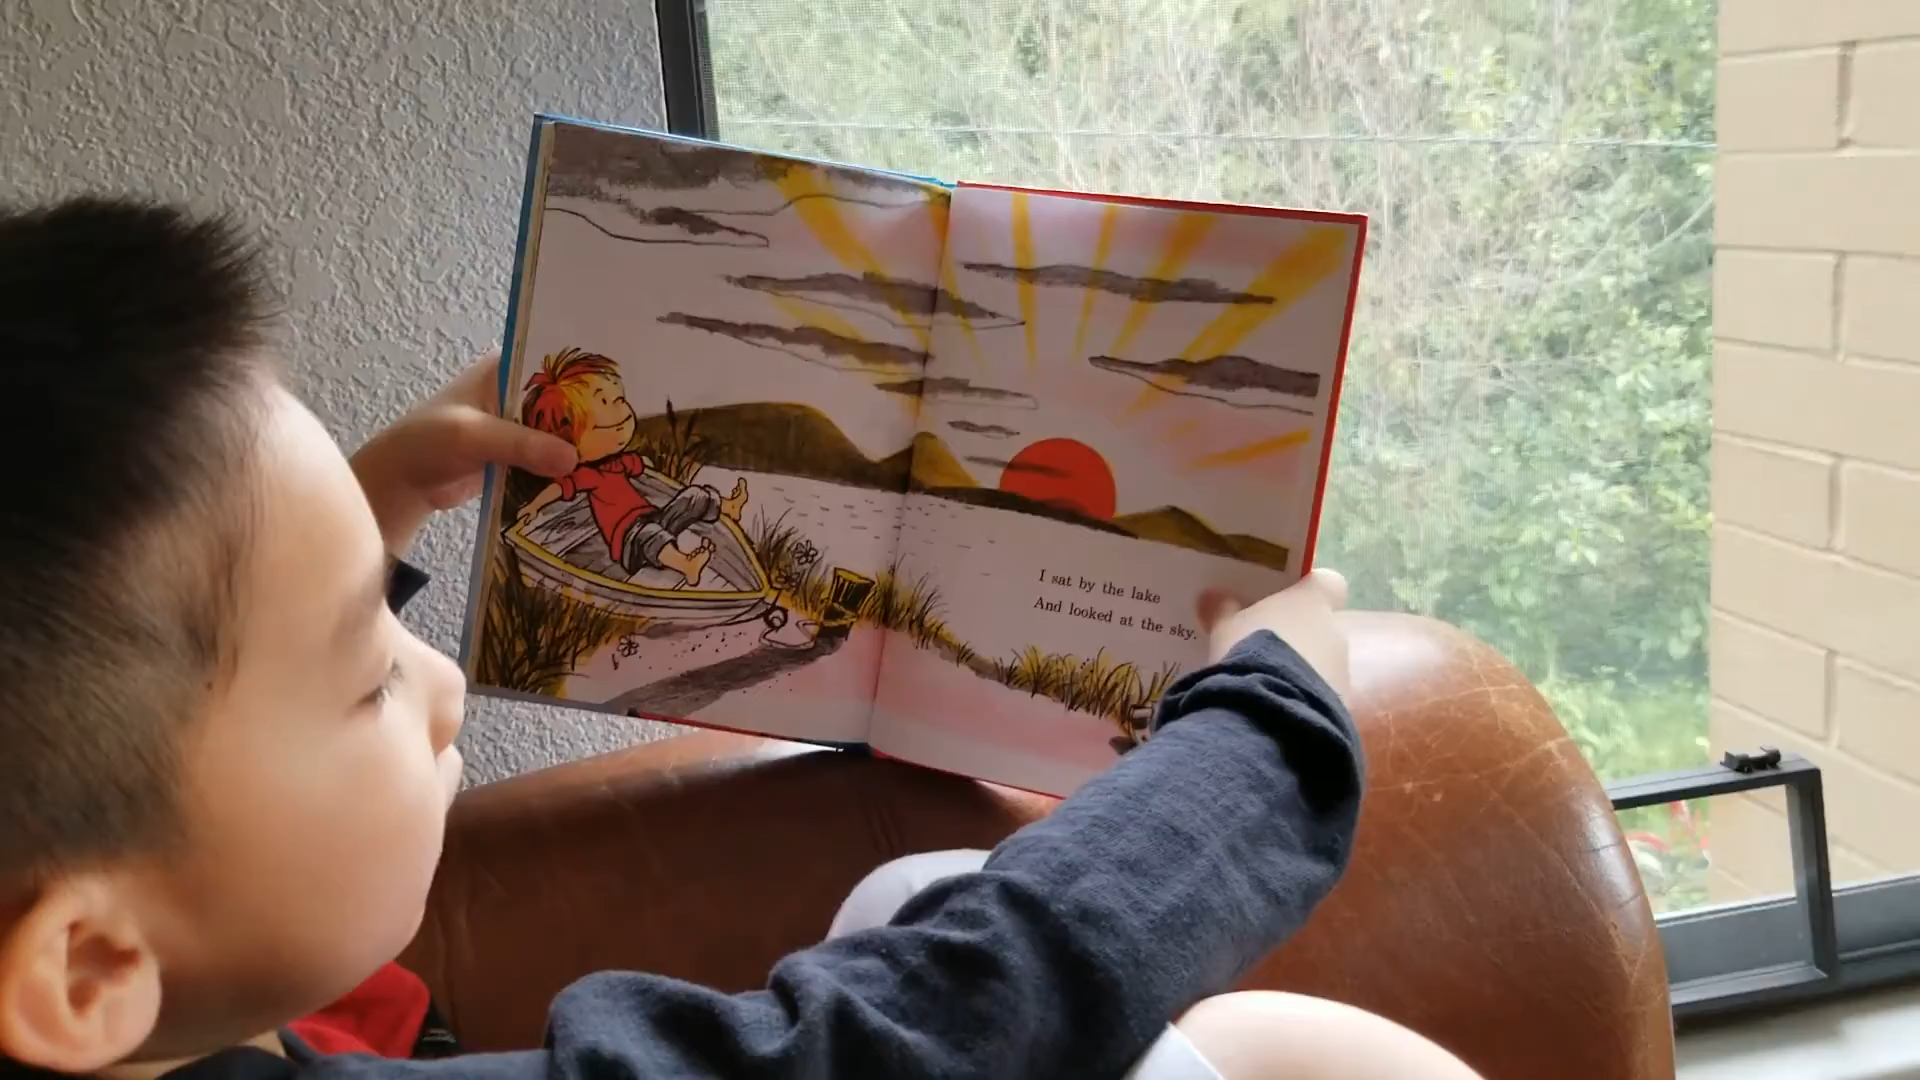 I sat by the lake
And looked at the sky.